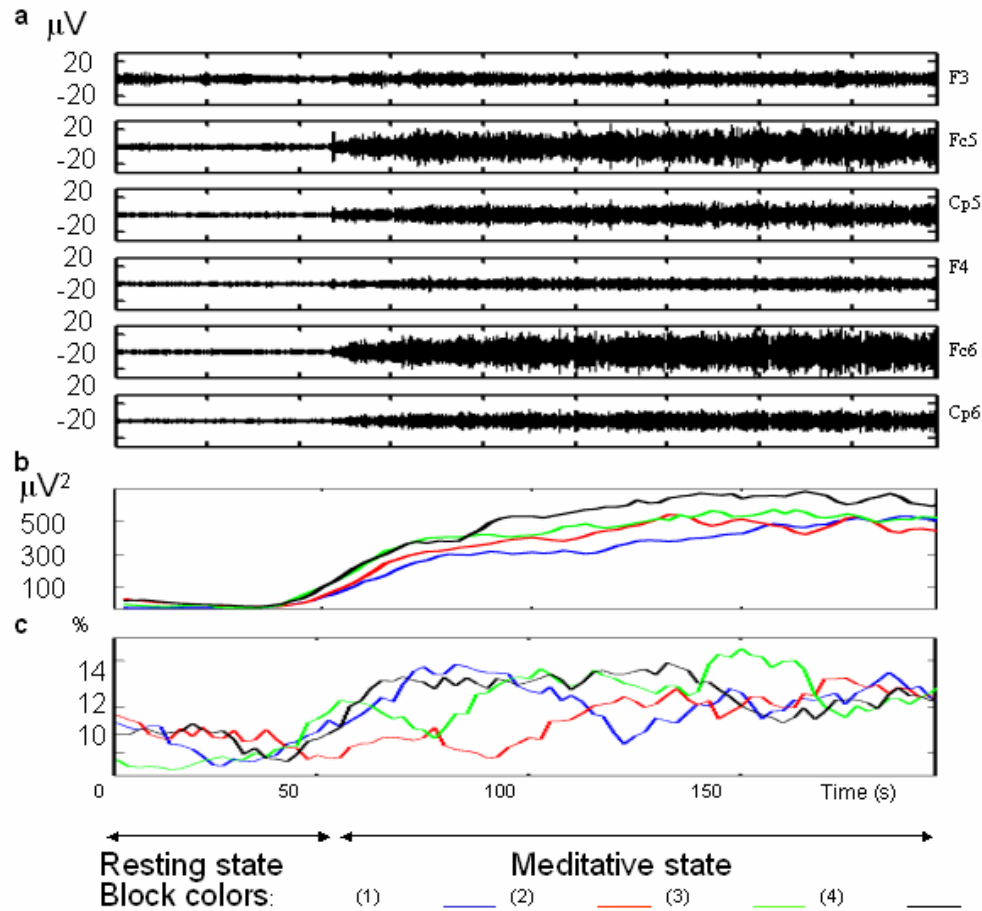 a μV
20
-20
F3
20
-20
Fc5
20
-20
Cp5
20
-20
F4
20
-20
Fc6
20
-20
Cp6
b
μV²
500
300
100
c %
14
12
10
0 50 100 150 Time (s)
Resting state Meditative state
Block colors: (1) (2) (3) (4)